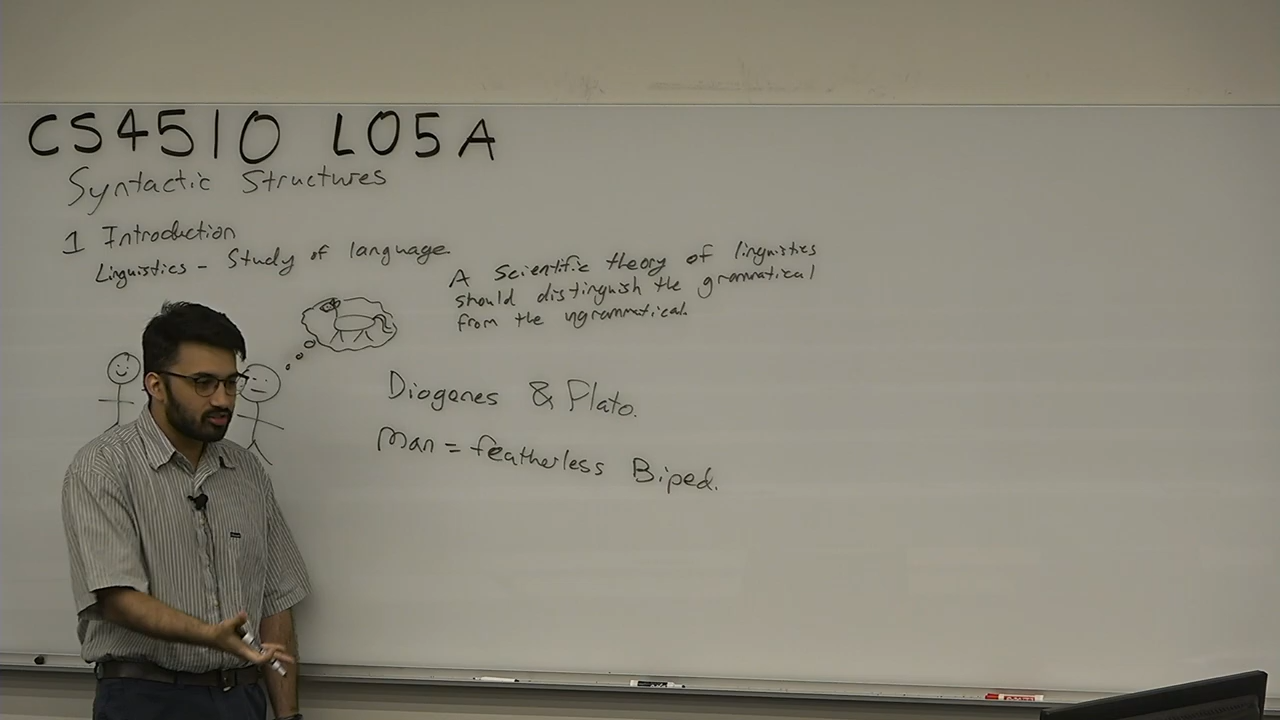 CS4510 L05A
Syntactic Structures
1 Introduction
Linguistics - Study of language
A scientific theory of linguistics
should distinguish the grammatical
from the ungrammatical.
Diogenes & Plato.
Man = featherless Biped.